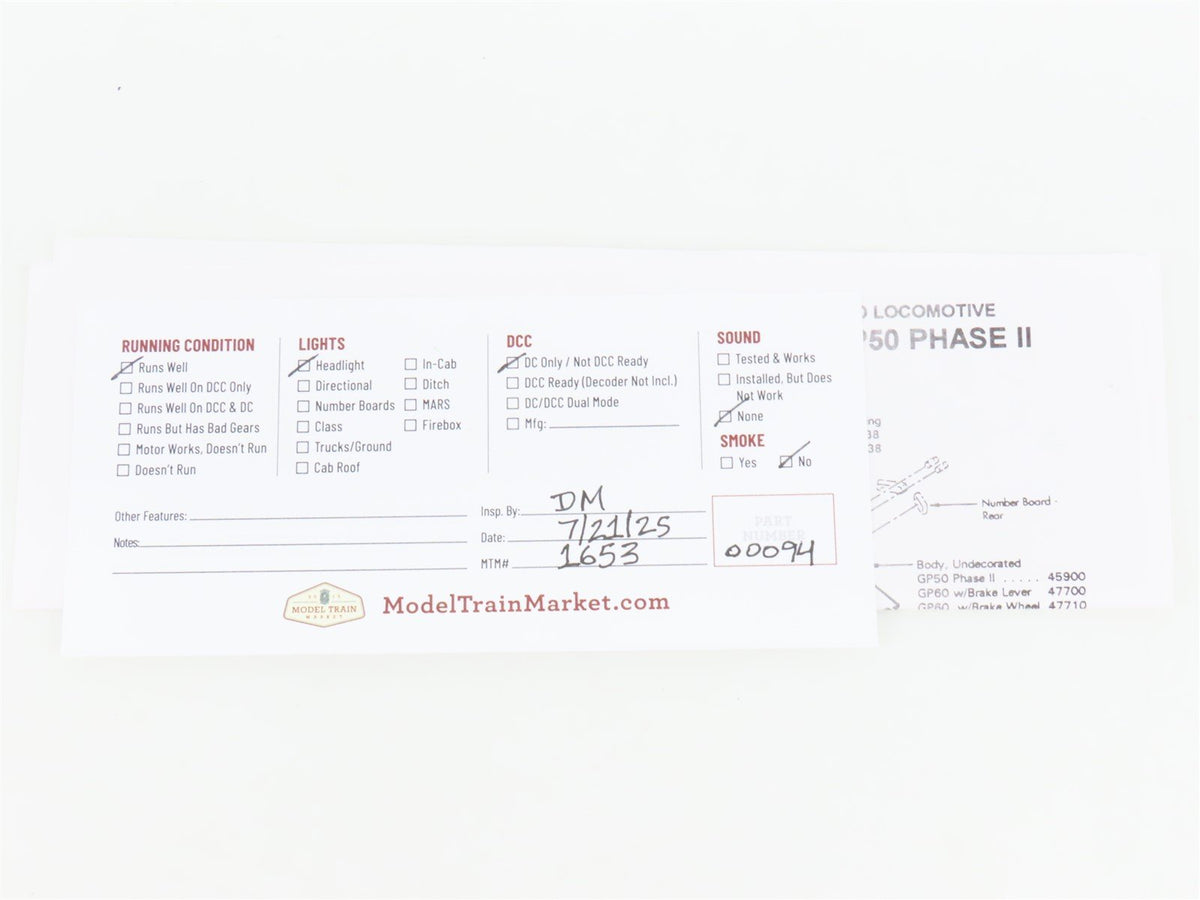 RUNNING CONDITION
Runs Well
Runs Well On DCC Only
Runs Well On DCC & DC
Runs But Has Bad Gears
Motor Works, Doesn't Run
Doesn't Run
LIGHTS
Headlight
Directional
Number Boards
Class
Trucks/Ground
Cab Roof
In-Cab
Ditch
MARS
Firebox
DCC
DC Only / Not DCC Ready
DCC Ready (Decoder Not Incl.)
DC/DCC Dual Mode
Mfg:
SOUND
Tested & Works
Installed, But Does
Not Work
None
SMOKE
Yes No
Other Features:
Notes:
Insp. By: DM
Date: 7/21/25
MTM# 1653
PART
NUMBER
00094
MODEL TRAIN
MARKET
ModelTrainMarket.com
LOCOMOTIVE
P50 PHASE II
ng
38
38
Number Board -
Rear
Body, Undecorated
GP50 Phase II ..... 45900
GP60 w/Brake Lever 47700
GP60 w/Brake Wheel 47710